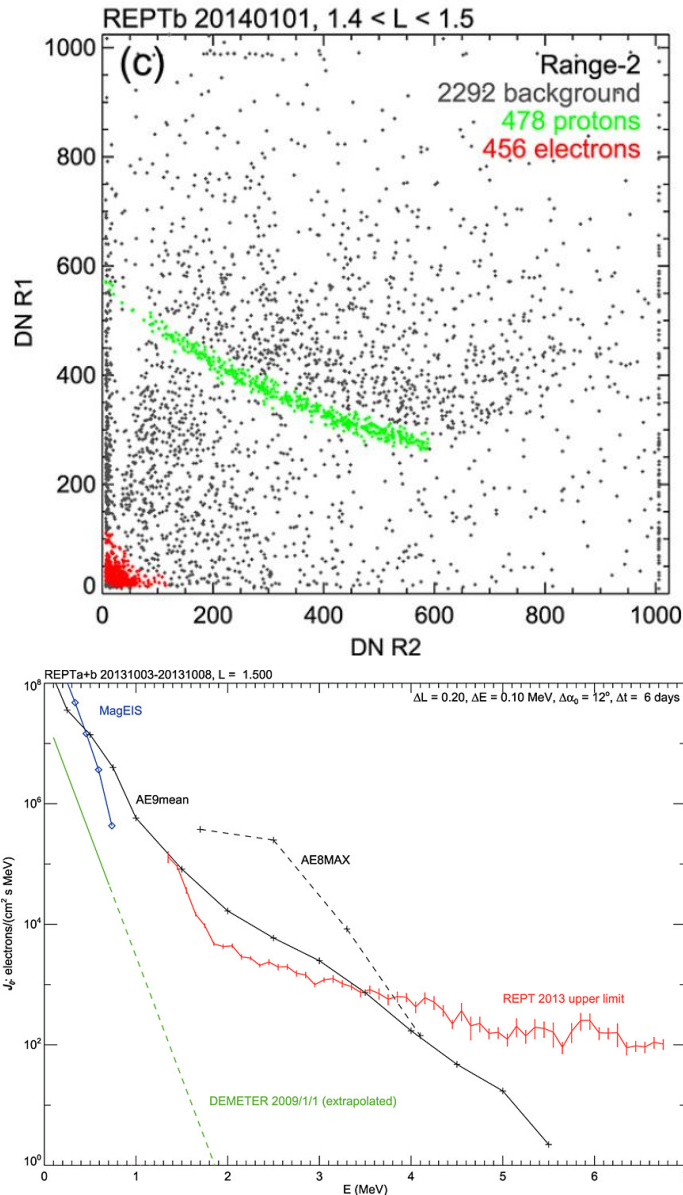 REPTb 20140101, 1.4 < L < 1.5
(c)
Range-2
2292 background
478 protons
456 electrons
1000
800
600
400
200
0
DN R1
0 200 400 600 800 1000
DN R2
REPTa+b 20131003-20131008, L = 1.500
ΔL = 0.20, ΔE = 0.10 MeV, Δα₀ = 12°, Δt = 6 days
10⁸
MagEIS
AE9mean
10⁶
AE8MAX
10⁴
REPT 2013 upper limit
10²
DEMETER 2009/1/1 (extrapolated)
10⁰
electrons/(cm² s MeV)
0 1 2 3 4 5 6
E (MeV)